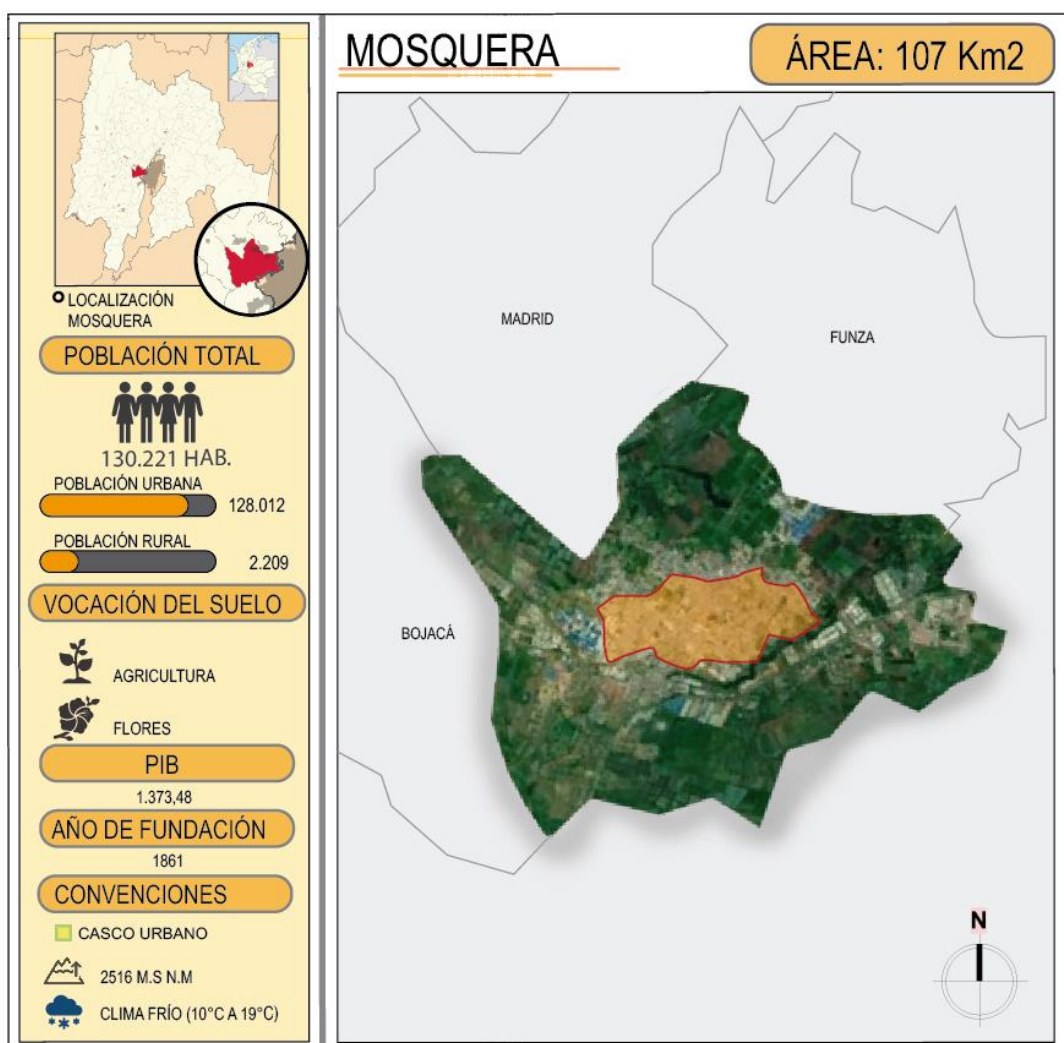 LOCALIZACIÓN
MOSQUERA
POBLACIÓN TOTAL
130.221 HAB.
POBLACIÓN URBANA
128.012
POBLACIÓN RURAL
2.209
VOCACIÓN DEL SUELO
AGRICULTURA
FLORES
PIB
1.373,48
AÑO DE FUNDACIÓN
1861
CONVENCIONES
CASCO URBANO
2516 M.S N.M
CLIMA FRÍO (10°C A 19°C)
MOSQUERA
ÁREA: 107 Km2
MADRID
FUNZA
BOJACÁ
N